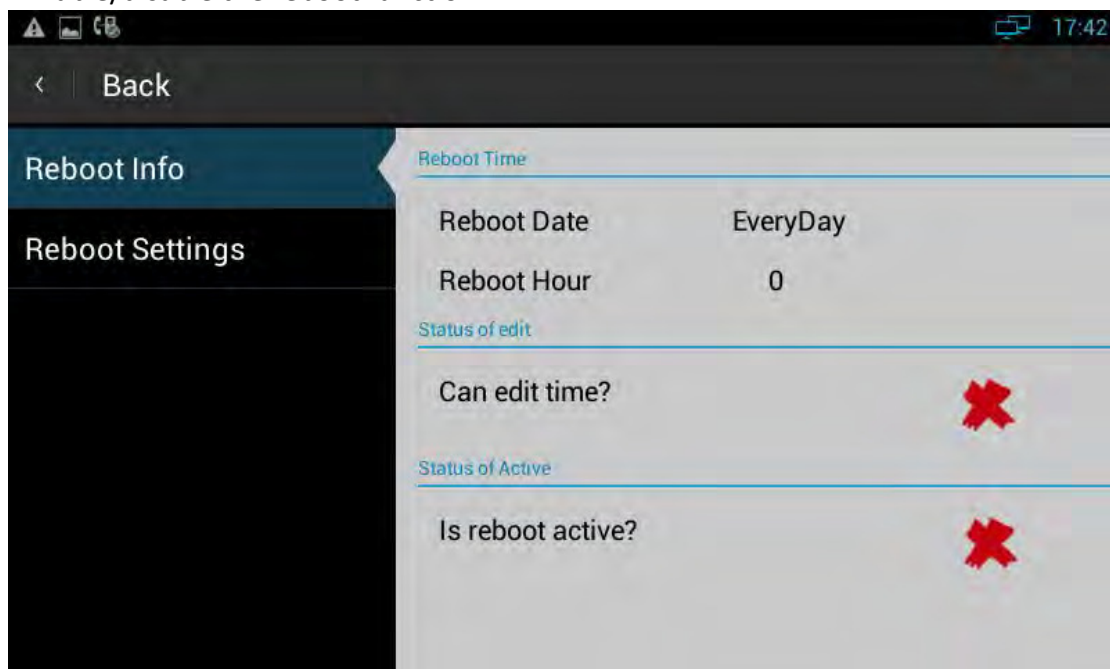 17:42
Back
Reboot Info
Reboot Settings
Reboot Time
Reboot Date EveryDay
Reboot Hour 0
Status of edit
Can edit time?
Status of Active
Is reboot active?